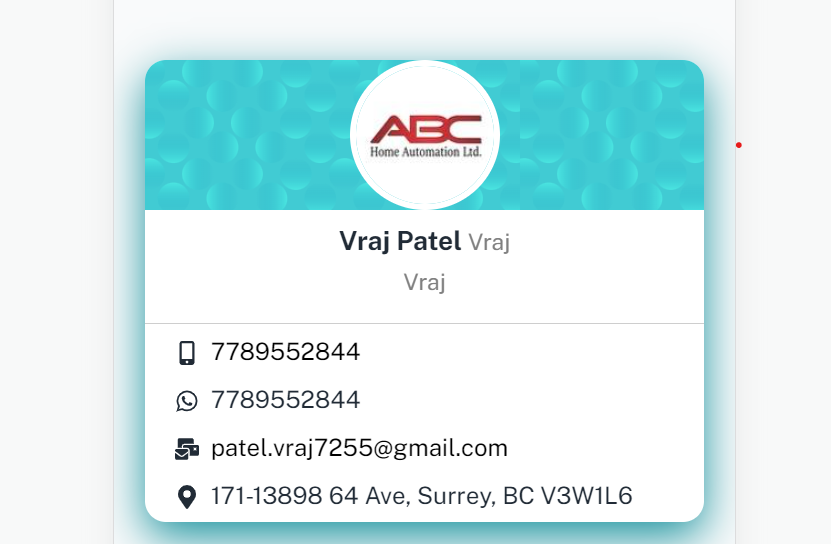 ABC
Home Automation Ltd.
Vraj Patel Vraj
Vraj
7789552844
7789552844
patel.vraj7255@gmail.com
171-13898 64 Ave, Surrey, BC V3W1L6